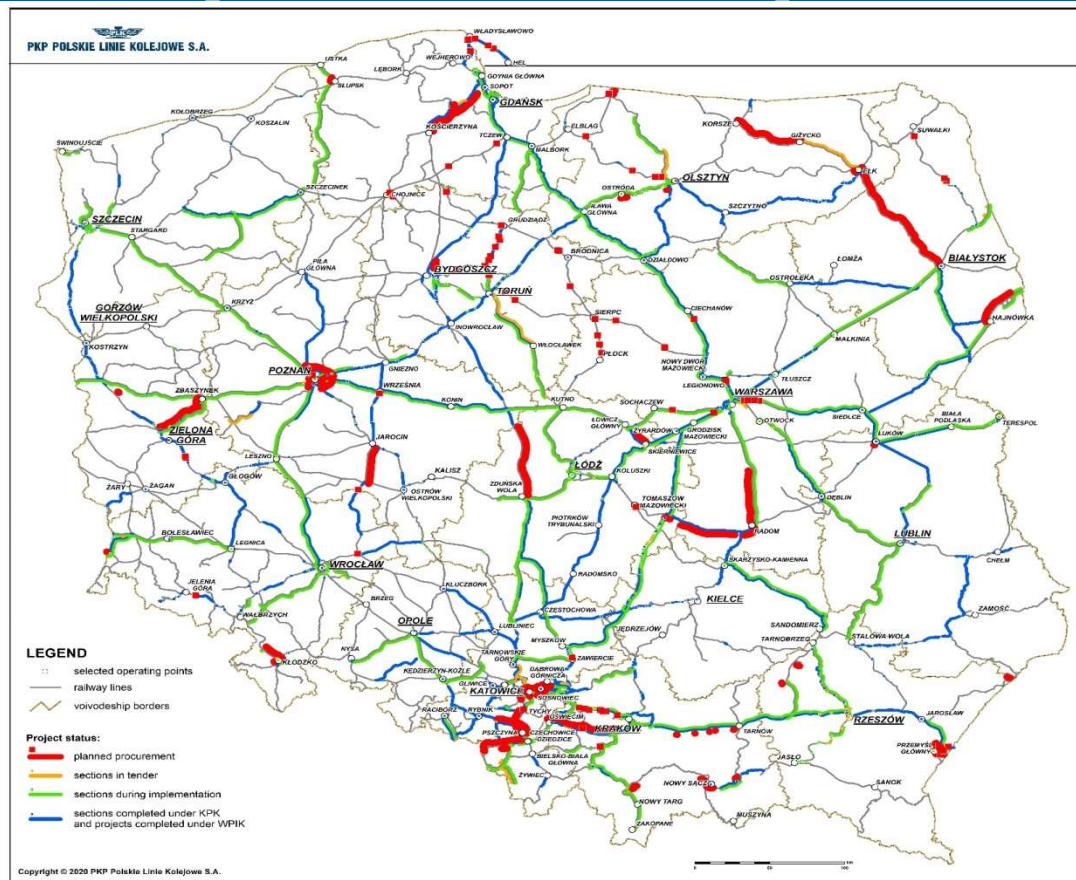 PKP POLSKIE LINIE KOLEJOWE S.A.
WŁADYSŁAWOWO
WEJHEROWO
HEL
USTKA
LĘBORK
GDYNIA GŁÓWNA
SOPOT
SŁUPSK
GDAŃSK
KOŁOBRZEG
KOSZALIN
KOŚCIERZYNA
TCZEW
ELBLĄG
MALBORK
KORSZE
GIŻYCKO
SUWAŁKI
EŁK
ŚWINOUJŚCIE
SZCZECINEK
CHOJNICE
OSTRÓDA
OLSZTYN
SZCZYTNO
SZCZECIN
STARGARD
IŁAWA GŁÓWNA
GRUDZIĄDZ
BRODNICA
DZIAŁDOWO
ŁOMŻA
BIAŁYSTOK
PIŁA GŁÓWNA
BYDGOSZCZ
TORUŃ
OSTROŁĘKA
GORZÓW WIELKOPOLSKI
KRZYŻ
CIECHANÓW
HAJNÓWKA
SIERPC
INOWROCŁAW
WŁOCŁAWEK
PŁOCK
MAŁKINIA
KOSTRZYN
NOWY DWÓR MAZOWIECKI
LEGIONOWO
TŁUSZCZ
POZNAŃ
GNIEZNO
WRZEŚNIA
ZBĄSZYNEK
KONIN
KUTNO
SOCHACZEW
WARSZAWA
ŁOWICZ GŁÓWNY
ŻYRARDÓW
GRODZISK MAZOWIECKI
OTWOCK
SIEDLCE
BIAŁA PODLASKA
TERESPOL
ŁUKÓW
ZIELONA GÓRA
JAROCIN
SKIERNIEWICE
LESZNO
KALISZ
ŁÓDŹ
KOLUSZKI
ŻARY
ŻAGAŃ
GŁOGÓW
OSTRÓW WIELKOPOLSKI
ZDUŃSKA WOLA
TOMASZÓW MAZOWIECKI
DĘBLIN
PIOTRKÓW TRYBUNALSKI
RADOM
LUBLIN
BOLESŁAWIEC
LEGNICA
WROCŁAW
SKARŻYSKO-KAMIENNA
CHEŁM
RADOMSKO
JELENIA GÓRA
BRZEG
KLUCZBORK
WAŁBRZYCH
CZĘSTOCHOWA
KIELCE
ZAMOŚĆ
OPOLE
LUBLINIEC
JĘDRZEJÓW
SANDOMIERZ
TARNOBRZEG
STALOWA WOLA
MYSZKÓW
NYSA
TARNOWSKIE GÓRY
ZAWIERCIE
KŁODZKO
KĘDZIERZYN-KOŹLE
DĄBROWA GÓRNICZA
GLIWICE
KATOWICE
SOSNOWIEC
RACIBÓRZ
RYBNIK
TYCHY
OŚWIĘCIM
KRAKÓW
RZESZÓW
JAROSŁAW
PSZCZYNA
CZECHOWICE DZIEDZICE
TARNÓW
PRZEMYŚL GŁÓWNY
BIELSKO-BIAŁA GŁÓWNA
JASŁO
ŻYWIEC
NOWY SĄCZ
SANOK
NOWY TARG
MUSZYNA
ZAKOPANE
LEGEND
selected operating points
railway lines
voivodeship borders
Project status:
planned procurement
sections in tender
sections during implementation
sections completed under KPK
and projects completed under WPIK
Copyright © 2020 PKP Polskie Linie Kolejowe S.A.